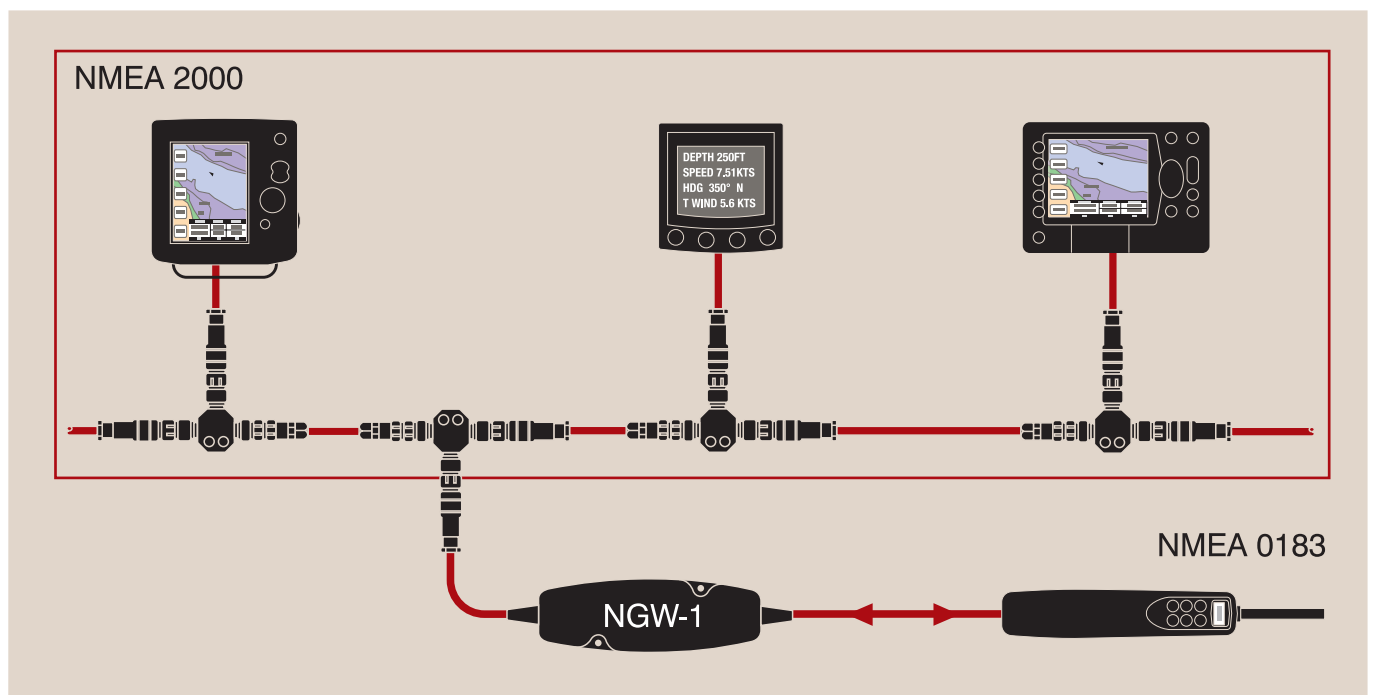 NMEA 2000
DEPTH 250FT
SPEED 7.51KTS
HDG 350° N
T WIND 5.6 KTS
NMEA 0183
NGW-1